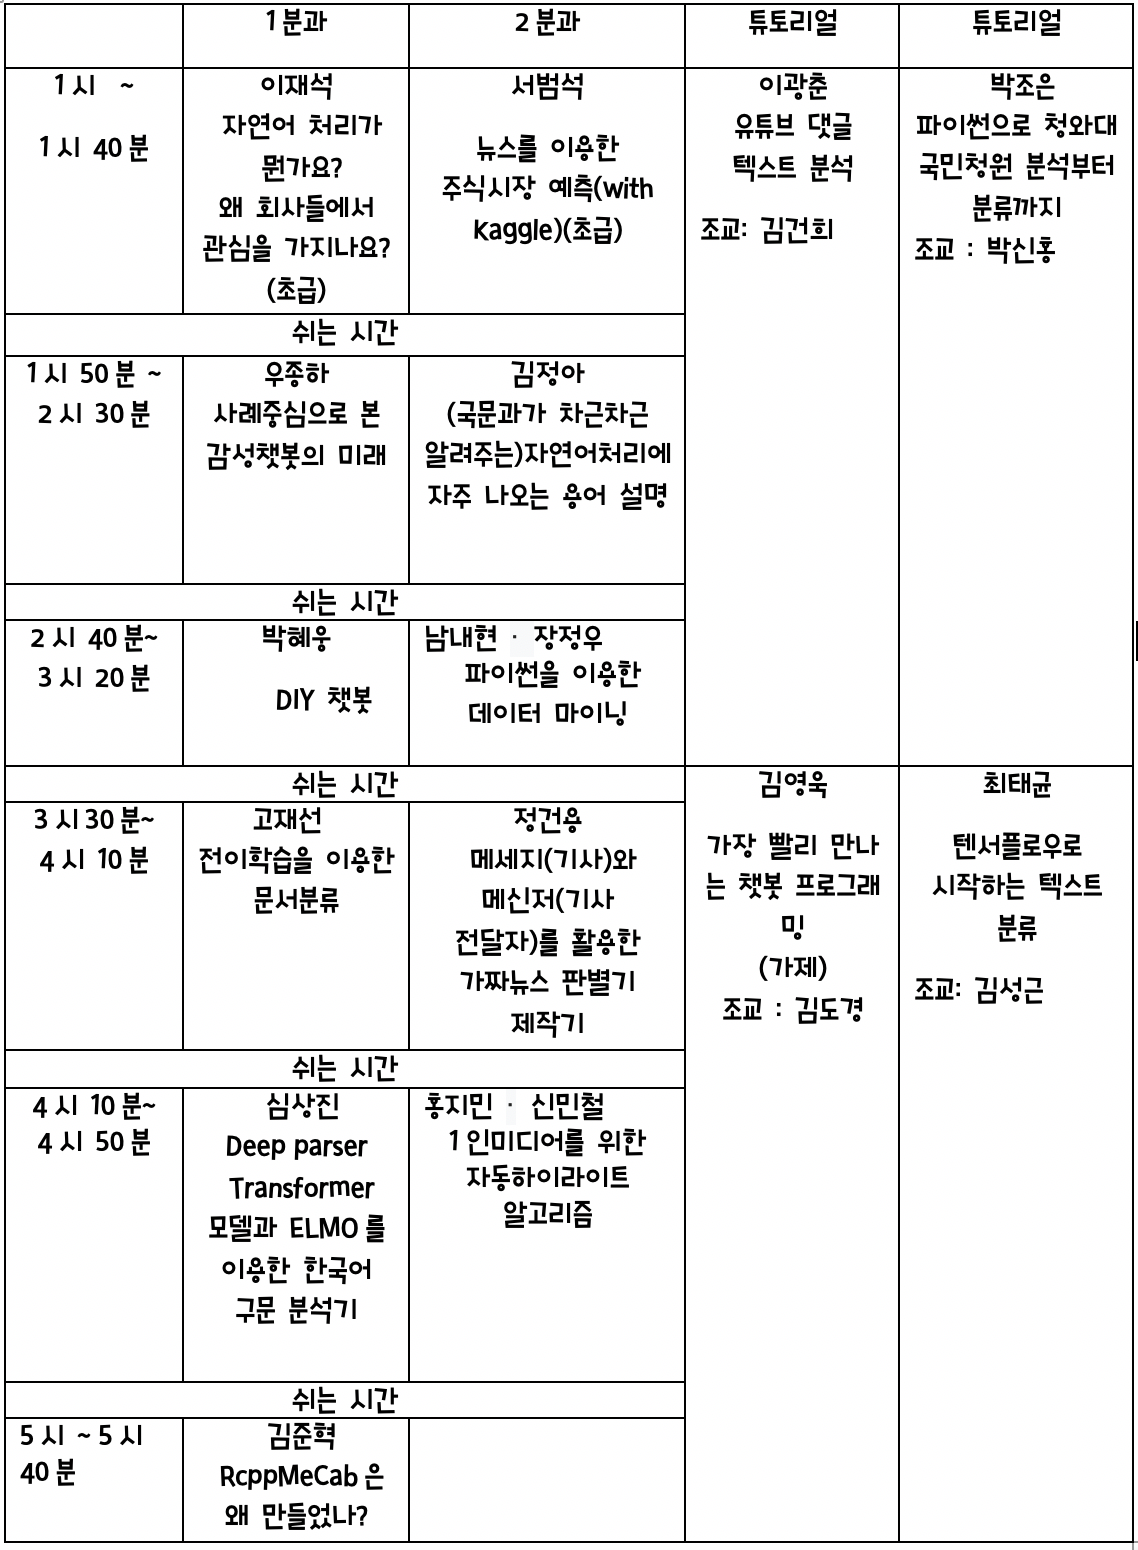 1분과
2 분과
튜토리얼
튜토리얼
1시 ~
1시 40분
이재석
자연어 처리가
뭔가요?
왜 회사들에서
관심을 가지나요?
(초급)
서범석
뉴스를 이용한
주식시장 예측(with
Kaggle)(초급)
이광춘
유튜브 댓글
텍스트 분석
조교: 김건희
박조은
파이썬으로 청와대
국민청원 분석부터
분류까지
조교 : 박신홍
쉬는 시간
1시 50분 ~
2시 30분
우종하
사례중심으로 본
감성챗봇의 미래
김정아
(국문과가 차근차근
알려주는)자연어처리에
자주 나오는 용어 설명
쉬는 시간
2시 40분~
3시 20분
박혜웅
DIY 챗봇
남내현 · 장정우
파이썬을 이용한
데이터 마이닝
쉬는 시간
김영욱
가장 빨리 만나
는 챗봇 프로그래
밍
(가제)
조교 : 김도경
최태균
텐서플로우로
시작하는 텍스트
분류
조교: 김성근
3시30분~
4시 10분
고재선
전이학습을 이용한
문서분류
정건용
메세지(기사)와
메신저(기사
전달자)를 활용한
가짜뉴스 판별기
제작기
쉬는 시간
4시 10분~
4시 50분
심상진
Deep parser
Transformer
모델과 ELMO를
이용한 한국어
구문 분석기
홍지민 · 신민철
1인미디어를 위한
자동하이라이트
알고리즘
쉬는 시간
5시 ~5시
40분
김준혁
RcppMeCab은
왜 만들었나?